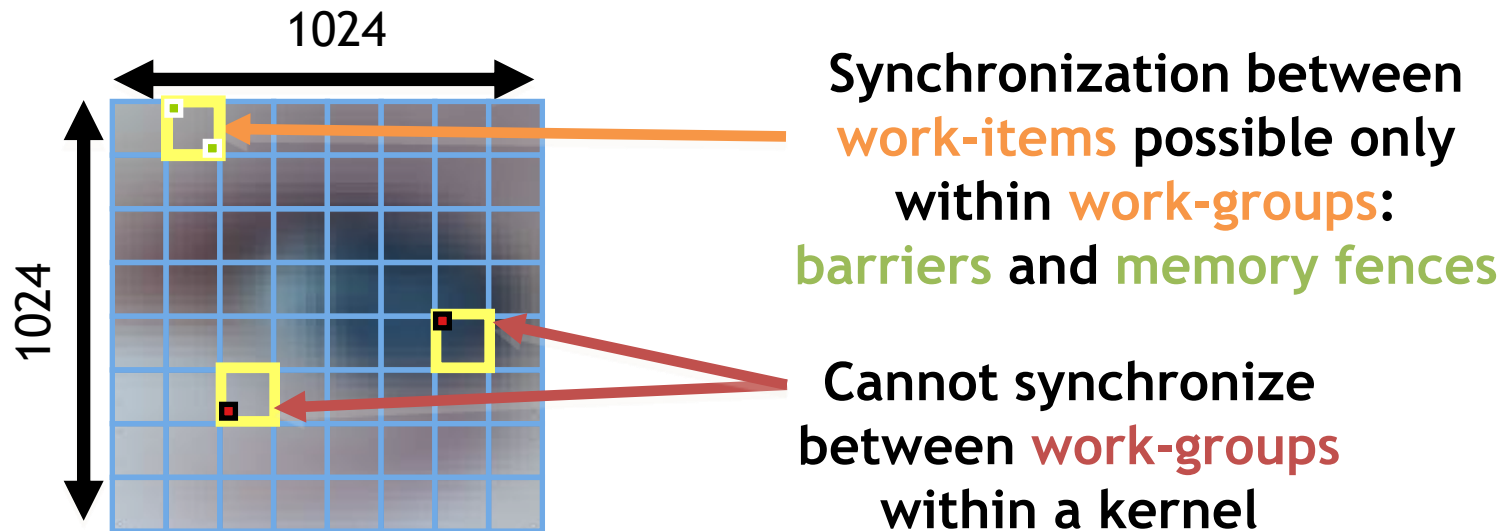 1024
1024
Synchronization between
work-items possible only
within work-groups:
barriers and memory fences
Cannot synchronize
between work-groups
within a kernel